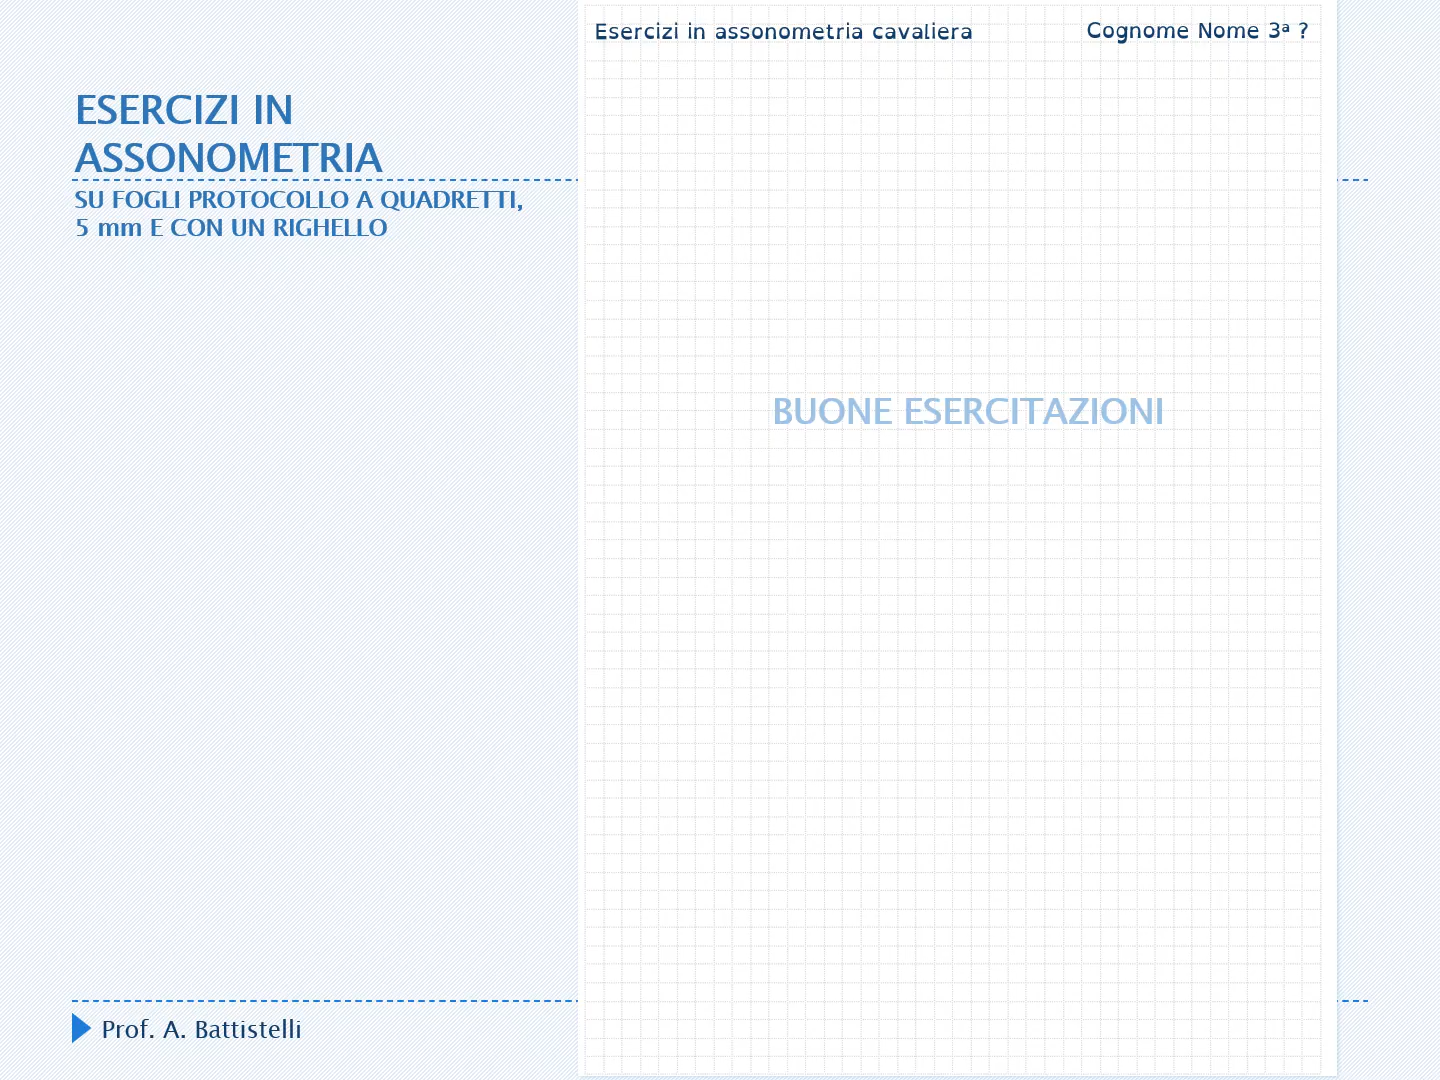 ESERCIZI IN
ASSONOMETRIA
SU FOGLI PROTOCOLLO A QUADRETTI,
5 mm E CON UN RIGHELLO
Esercizi in assonometria cavaliera
Cognome Nome 3ª ?
BUONE ESERCITAZIONI
Prof. A. Battistelli